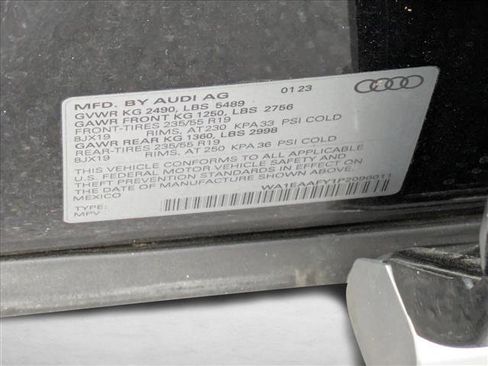 MFD. BY AUDI AG 01 23
GVWR KG 2490, LBS 5489
GAWR FRONT KG 1250, LBS 2756
FRONT-TIRES 235/55 R19
8JX19 RIMS, AT 230 KPA 33 PSI COLD
GAWR REAR KG 1360, LBS 2998
REAR-TIRES 235/55 R19
8JX19 RIMS, AT 250 KPA 36 PSI COLD
THIS VEHICLE CONFORMS TO ALL APPLICABLE
FEDERAL MOTOR VEHICLE SAFETY AND
THEFT PREVENTION STANDARDS IN EFFECT ON
THE DATE OF MANUFACTURE SHOWN ABOVE.
MEXICO
TYPE:
MPV